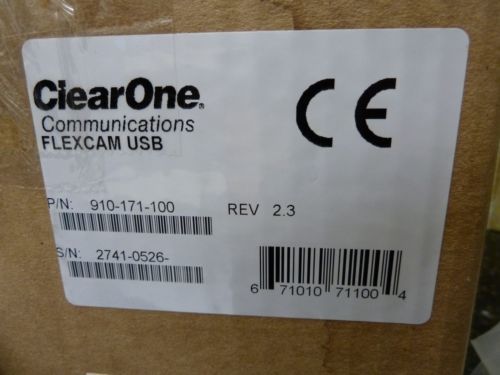 ClearOne®
Communications
FLEXCAM USB
CE
P/N: 910-171-100
REV 2.3
S/N: 2741-0526-
6 71010 71100 4